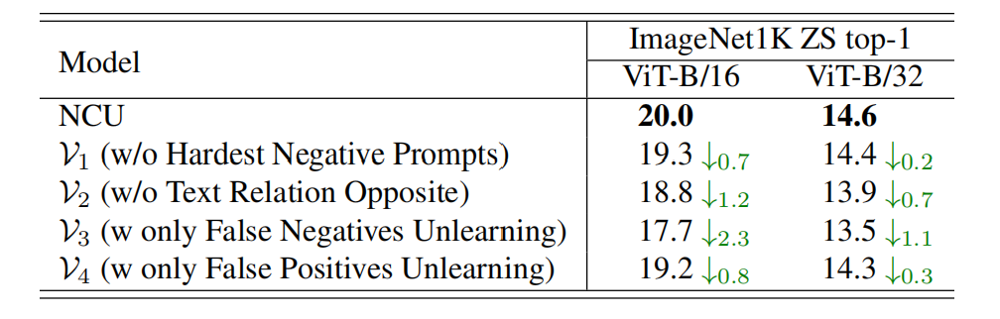 Model ImageNet1K ZS top-1
ViT-B/16 ViT-B/32
NCU 20.0 14.6
𝒱1 (w/o Hardest Negative Prompts) 19.3 ↓0.7 14.4 ↓0.2
𝒱2 (w/o Text Relation Opposite) 18.8 ↓1.2 13.9 ↓0.7
𝒱3 (w only False Negatives Unlearning) 17.7 ↓2.3 13.5 ↓1.1
𝒱4 (w only False Positives Unlearning) 19.2 ↓0.8 14.3 ↓0.3